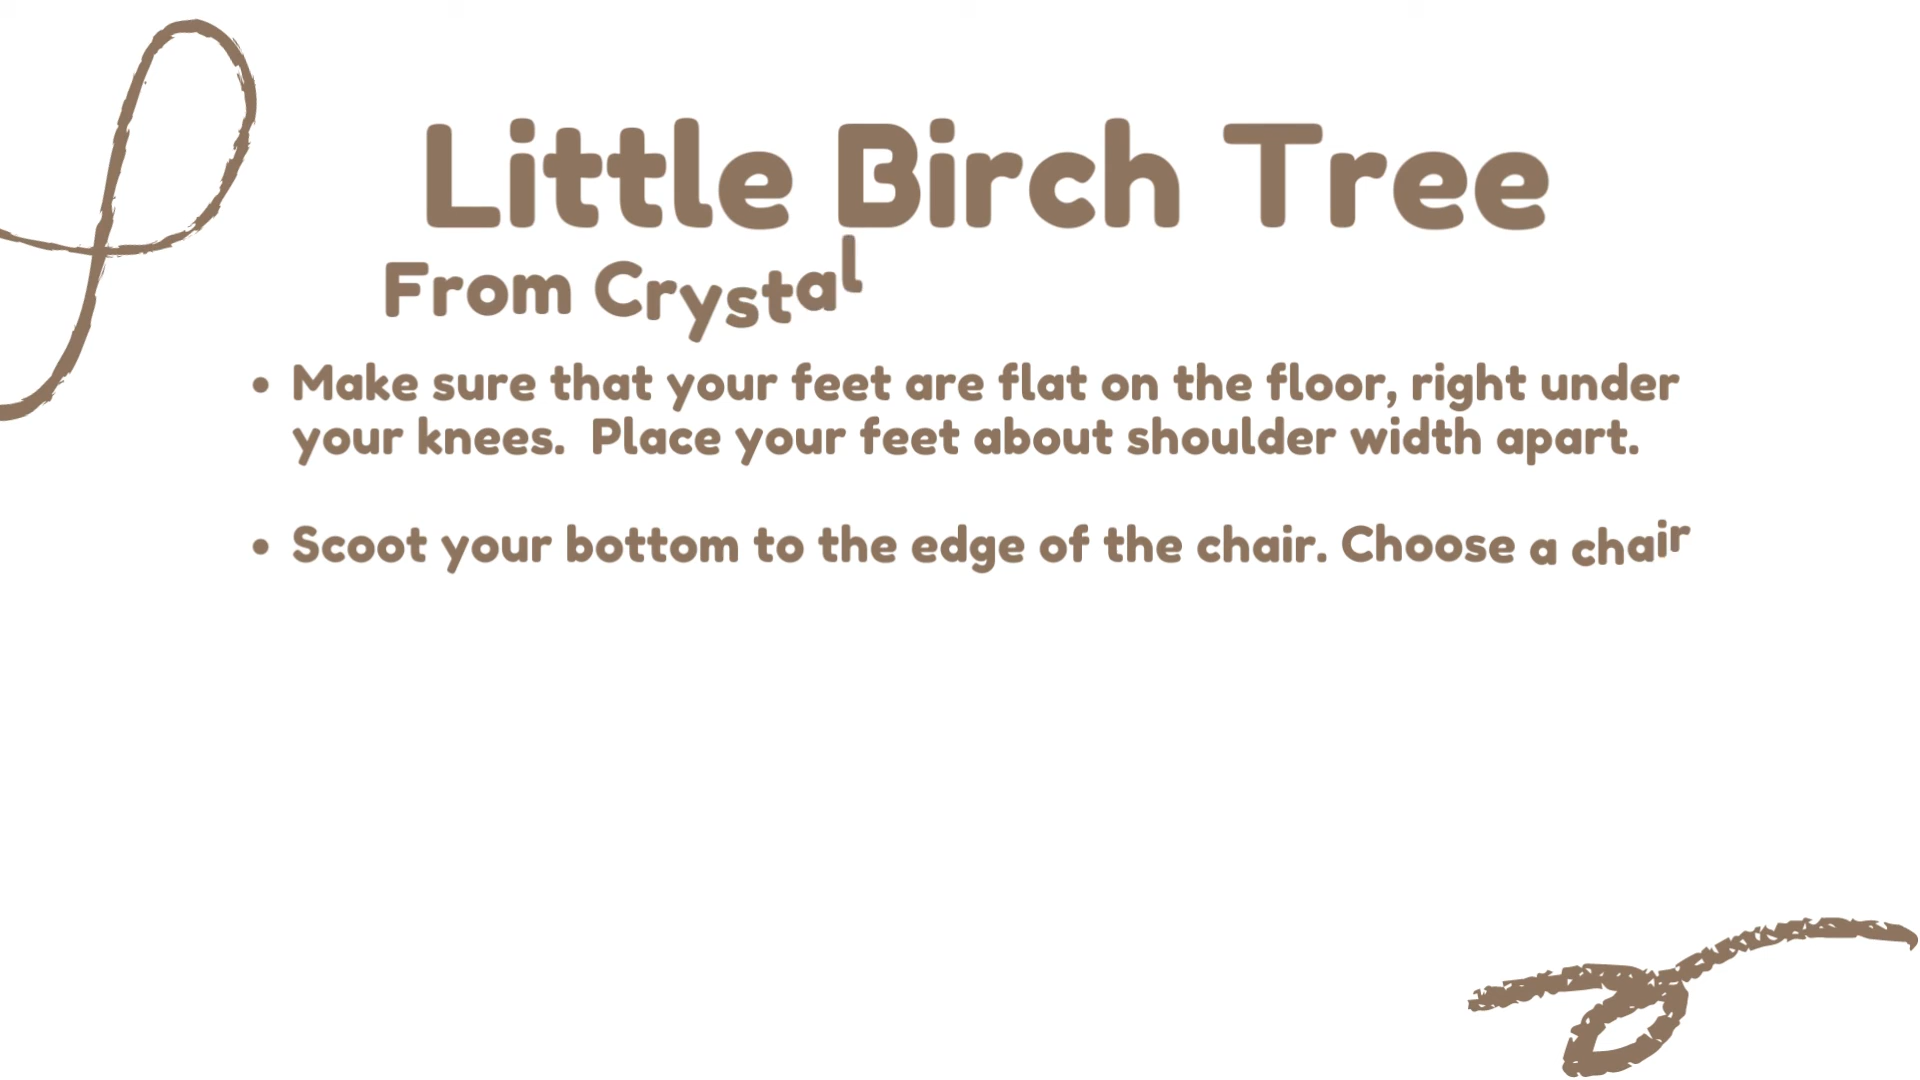 Little Birch Tree
From Crystal
• Make sure that your feet are flat on the floor, right under
your knees.  Place your feet about shoulder width apart.
• Scoot your bottom to the edge of the chair. Choose a chair